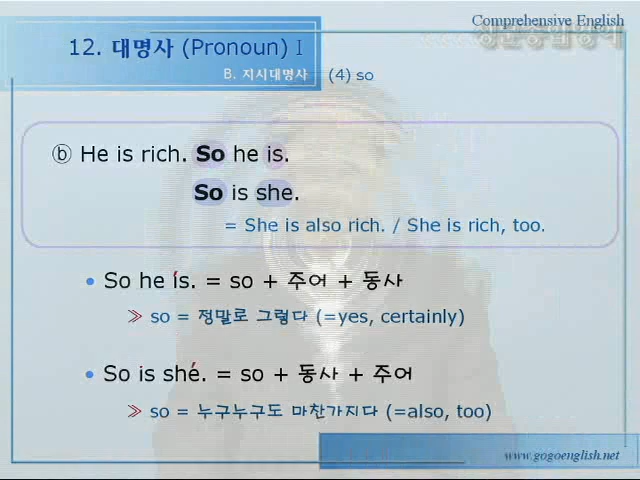 Comprehensive English
12. 대명사 (Pronoun) I
B. 지시대명사 (4) so
ⓑ He is rich. So he is.
So is she.
= She is also rich. / She is rich, too.
• So he ís. = so + 주어 + 동사
≫ so = 정말로 그렇다 (=yes, certainly)
• So is shé. = so + 동사 + 주어
≫ so = 누구누구도 마찬가지다 (=also, too)
www.gogoenglish.net